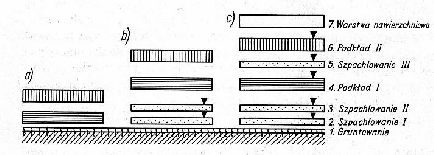 a)
b)
c)
7. Warstwa nawierzchniowa
6. Podkład II
5. Szpachlowanie III
4. Podkład I
3. Szpachlowanie II
2. Szpachlowanie I
1. Gruntowanie